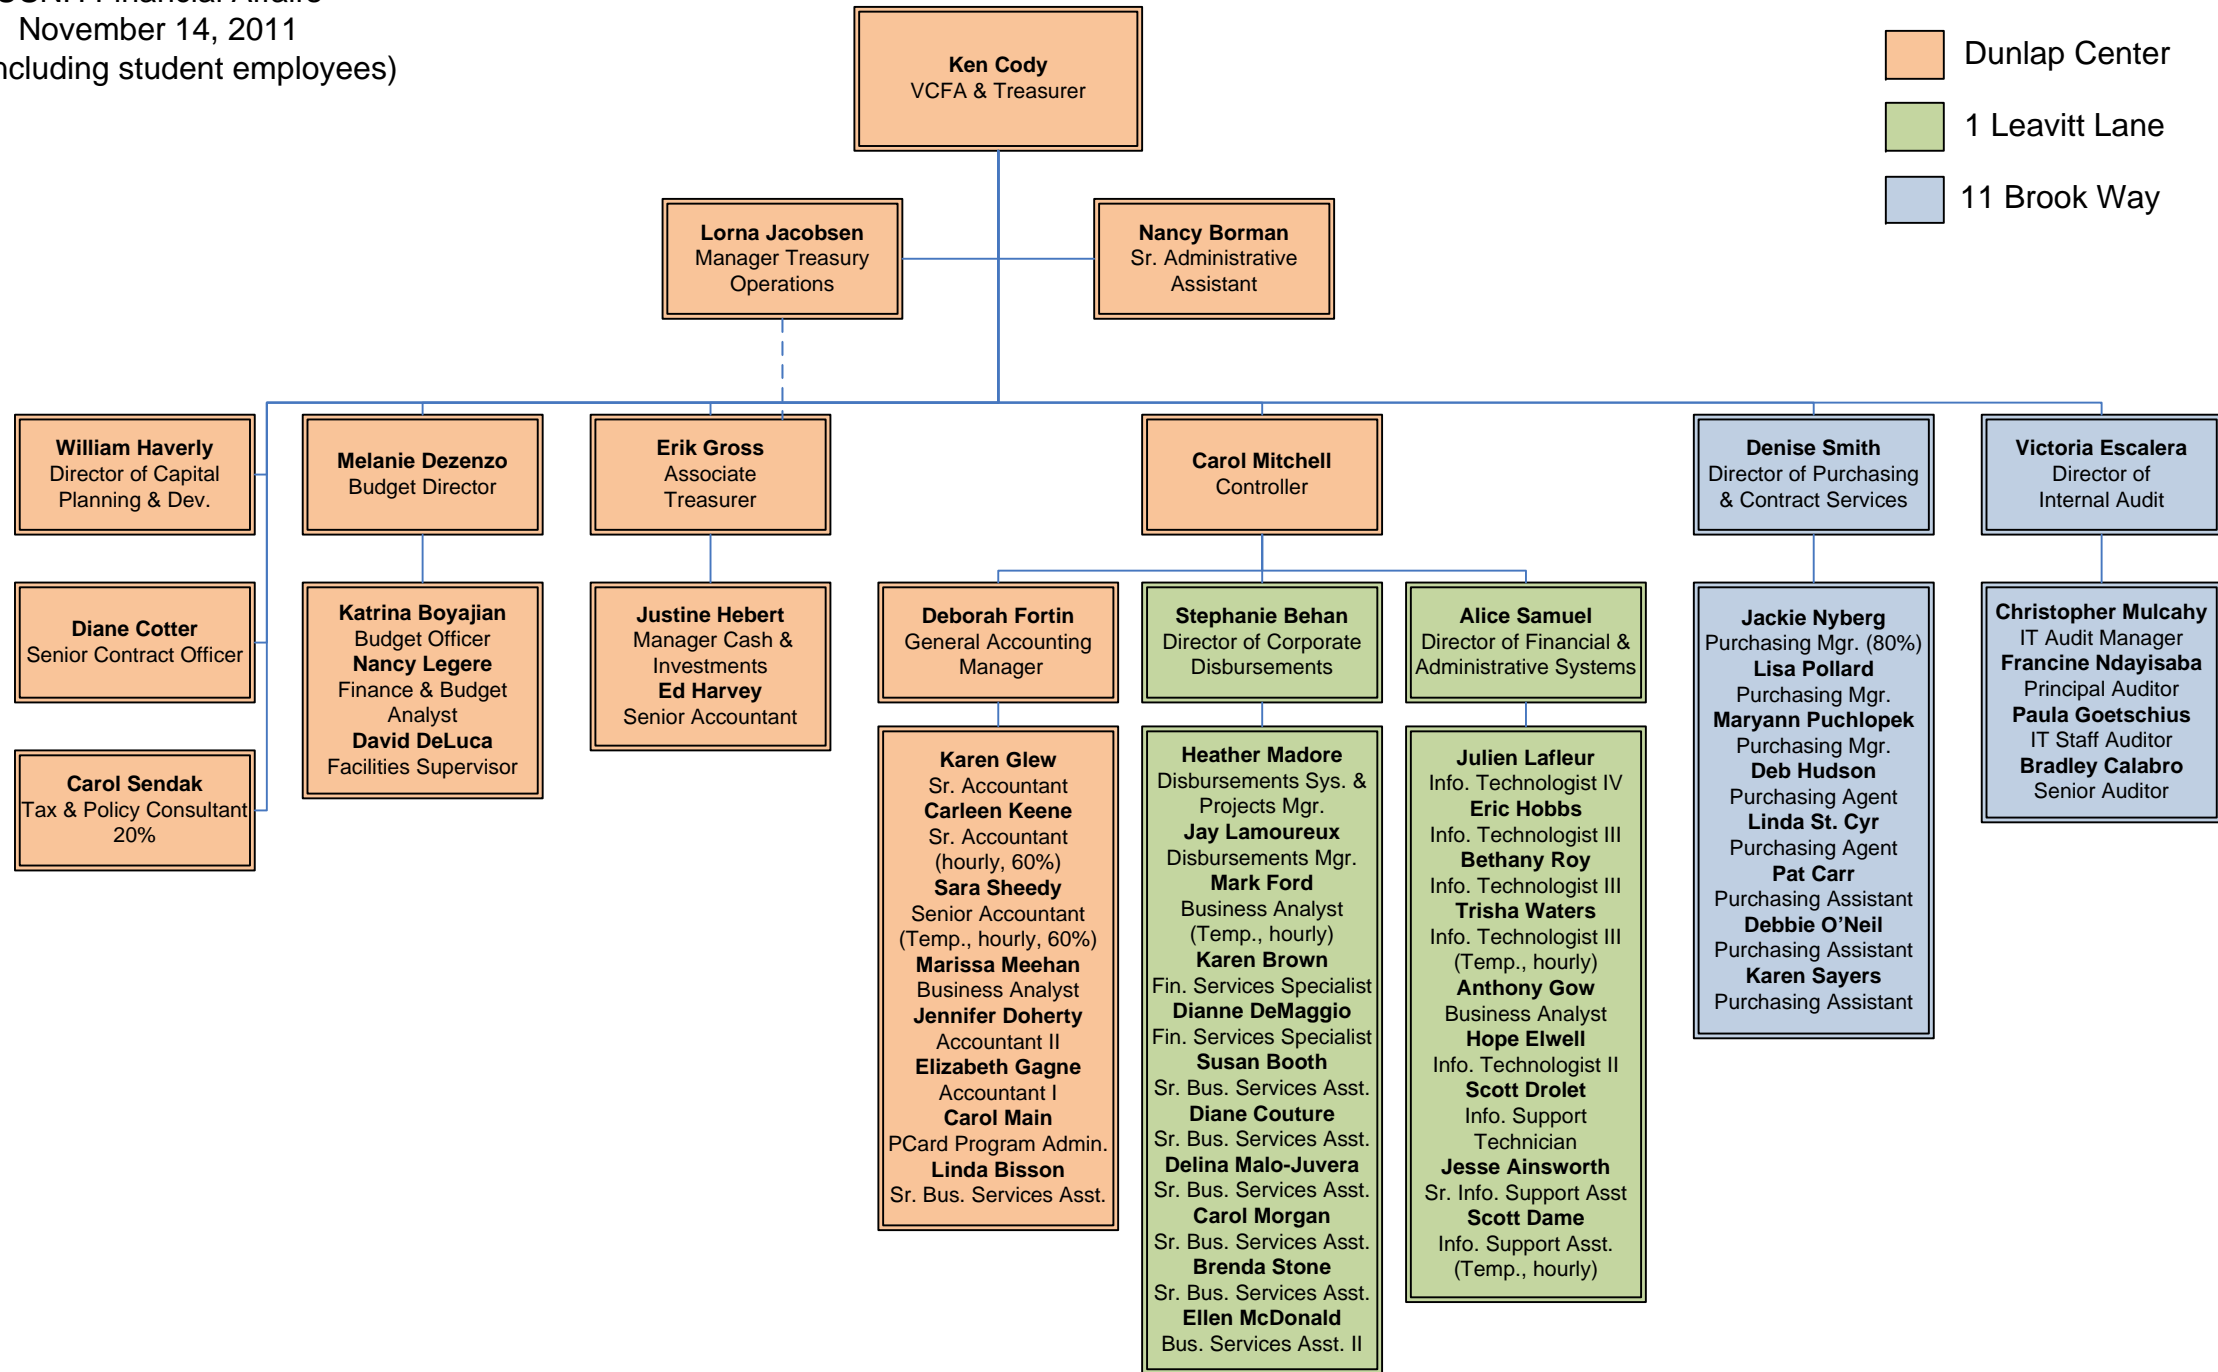 November 14, 2011
including student employees)
Ken Cody
VCFA & Treasurer
Dunlap Center
1 Leavitt Lane
11 Brook Way
Lorna Jacobsen
Manager Treasury
Operations
Nancy Borman
Sr. Administrative
Assistant
William Haverly
Director of Capital
Planning & Dev.
Melanie Dezenzo
Budget Director
Erik Gross
Associate
Treasurer
Carol Mitchell
Controller
Denise Smith
Director of Purchasing
& Contract Services
Victoria Escalera
Director of
Internal Audit
Diane Cotter
Senior Contract Officer
Carol Sendak
Tax & Policy Consultant
20%
Katrina Boyajian
Budget Officer
Nancy Legere
Finance & Budget
Analyst
David DeLuca
Facilities Supervisor
Justine Hebert
Manager Cash &
Investments
Ed Harvey
Senior Accountant
Deborah Fortin
General Accounting
Manager
Stephanie Behan
Director of Corporate
Disbursements
Alice Samuel
Director of Financial &
Administrative Systems
Karen Glew
Sr. Accountant
Carleen Keene
Sr. Accountant
(hourly, 60%)
Sara Sheedy
Senior Accountant
(Temp., hourly, 60%)
Marissa Meehan
Business Analyst
Jennifer Doherty
Accountant II
Elizabeth Gagne
Accountant I
Carol Main
PCard Program Admin.
Linda Bisson
Sr. Bus. Services Asst.
Heather Madore
Disbursements Sys. &
Projects Mgr.
Jay Lamoureux
Disbursements Mgr.
Mark Ford
Business Analyst
(Temp., hourly)
Karen Brown
Fin. Services Specialist
Dianne DeMaggio
Fin. Services Specialist
Susan Booth
Sr. Bus. Services Asst.
Diane Couture
Sr. Bus. Services Asst.
Delina Malo-Juvera
Sr. Bus. Services Asst.
Carol Morgan
Sr. Bus. Services Asst.
Brenda Stone
Sr. Bus. Services Asst.
Ellen McDonald
Bus. Services Asst. II
Julien Lafleur
Info. Technologist IV
Eric Hobbs
Info. Technologist III
Bethany Roy
Info. Technologist III
Trisha Waters
Info. Technologist III
(Temp., hourly)
Anthony Gow
Business Analyst
Hope Elwell
Info. Technologist II
Scott Drolet
Info. Support
Technician
Jesse Ainsworth
Sr. Info. Support Asst
Scott Dame
Info. Support Asst.
(Temp., hourly)
Jackie Nyberg
Purchasing Mgr. (80%)
Lisa Pollard
Purchasing Mgr.
Maryann Puchlopek
Purchasing Mgr.
Deb Hudson
Purchasing Agent
Linda St. Cyr
Purchasing Agent
Pat Carr
Purchasing Assistant
Debbie O’Neil
Purchasing Assistant
Karen Sayers
Purchasing Assistant
Christopher Mulcahy
IT Audit Manager
Francine Ndayisaba
Principal Auditor
Paula Goetschius
IT Staff Auditor
Bradley Calabro
Senior Auditor